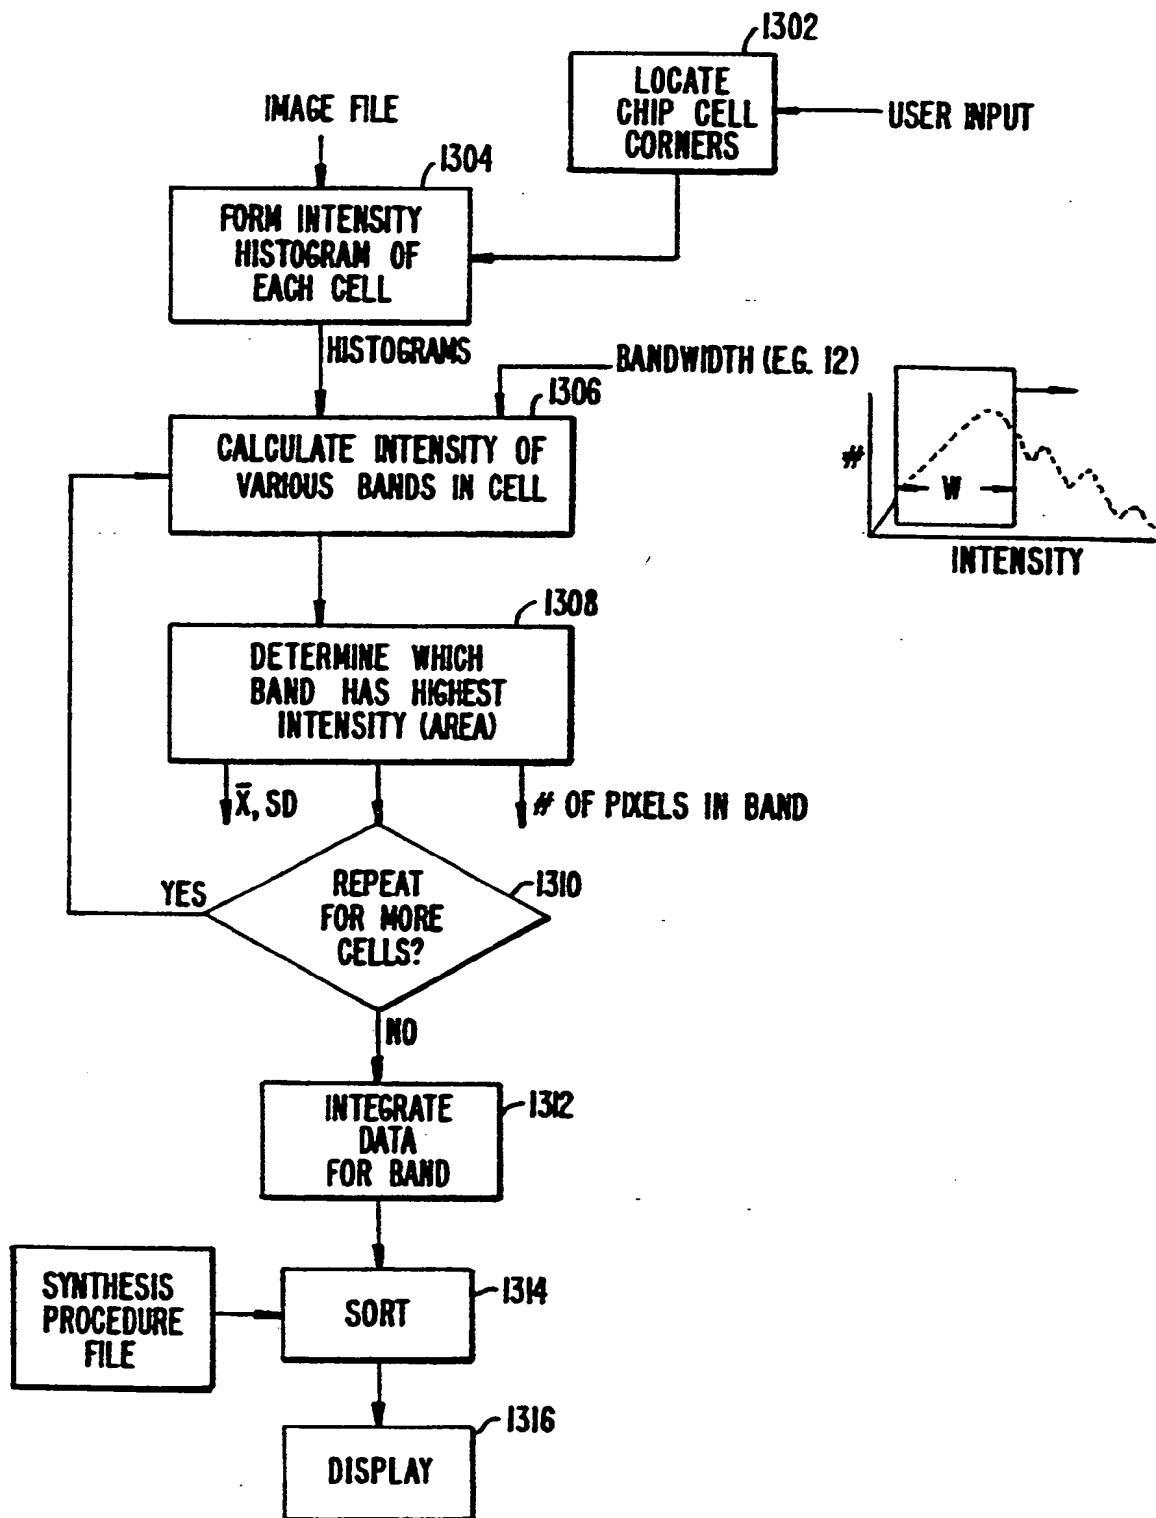 1302
LOCATE
CHIP CELL
CORNERS
USER INPUT
IMAGE FILE
1304
FORM INTENSITY
HISTOGRAM OF
EACH CELL
HISTOGRAMS
BANDWIDTH (E.G. 12)
1306
CALCULATE INTENSITY OF
VARIOUS BANDS IN CELL
#
W
INTENSITY
1308
DETERMINE WHICH
BAND HAS HIGHEST
INTENSITY (AREA)
X̅, SD
# OF PIXELS IN BAND
1310
YES
REPEAT
FOR MORE
CELLS?
NO
1312
INTEGRATE
DATA
FOR BAND
SYNTHESIS
PROCEDURE
FILE
1314
SORT
1316
DISPLAY